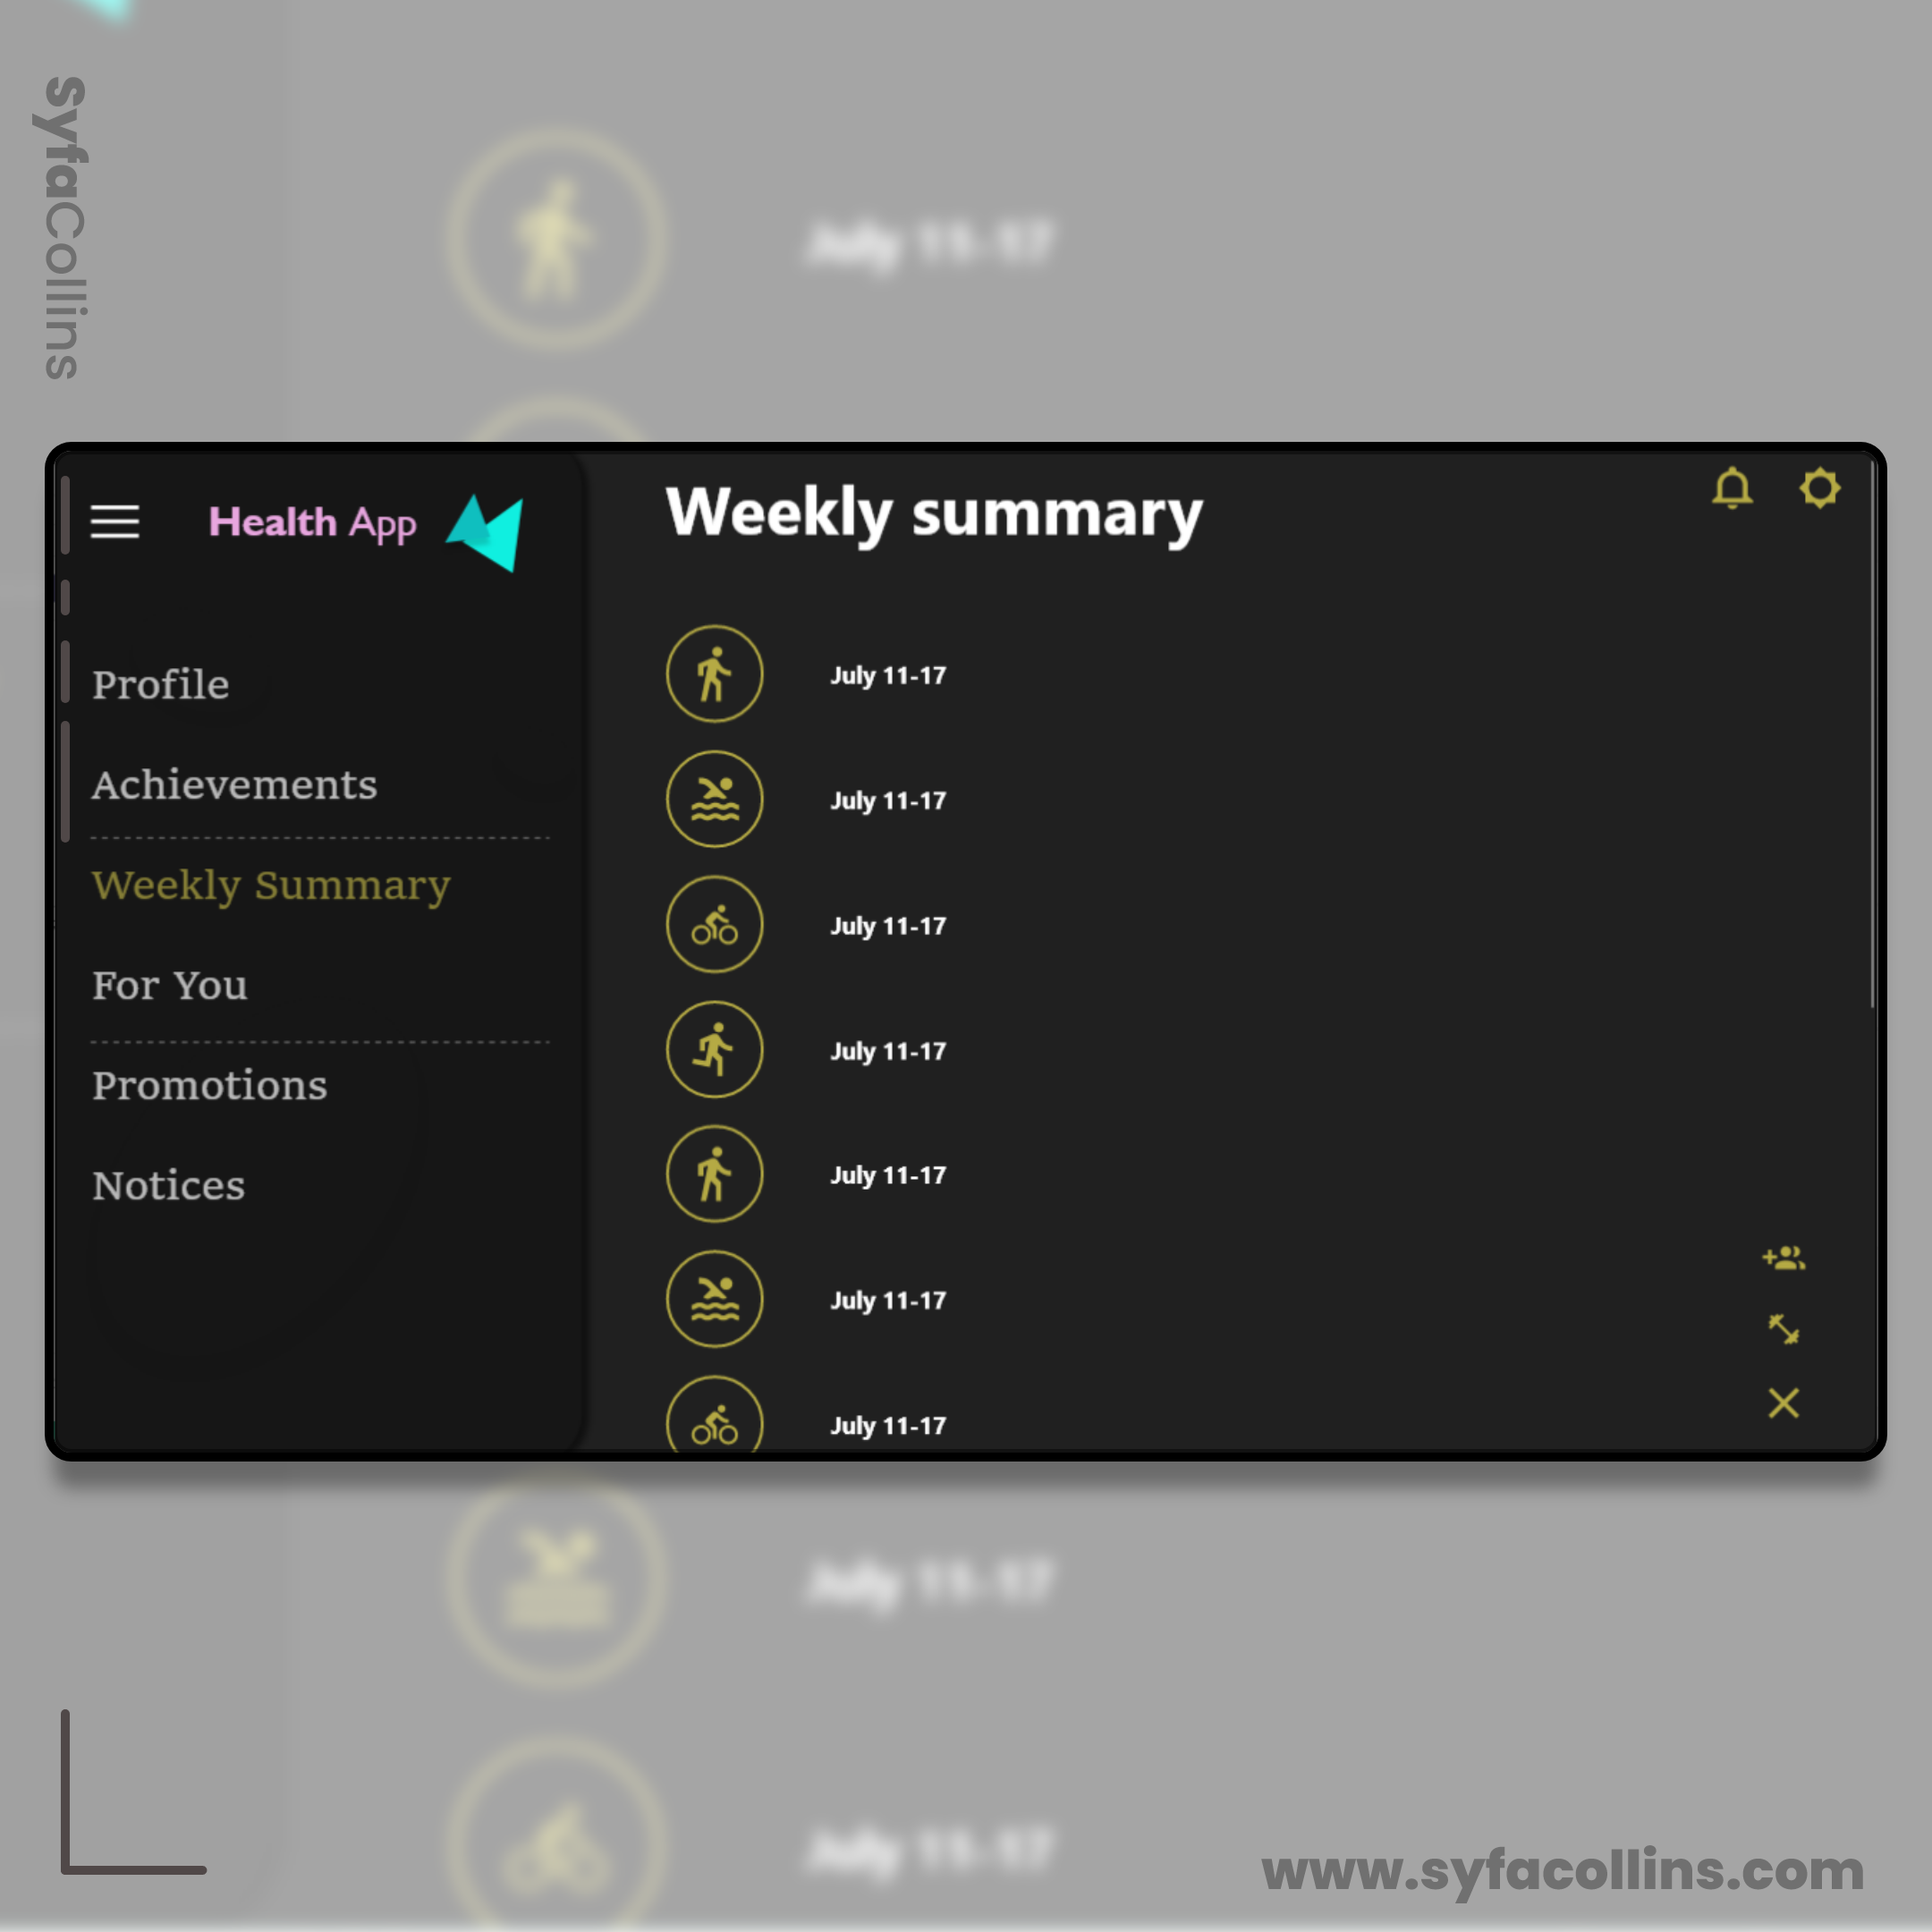 syfacollins
July 11-17
Health App
Weekly summary
Profile
Achievements
Weekly Summary
For You
Promotions
Notices
July 11-17
July 11-17
July 11-17
July 11-17
July 11-17
July 11-17
July 11-17
July 11-17
July 11-17
www.syfacollins.com